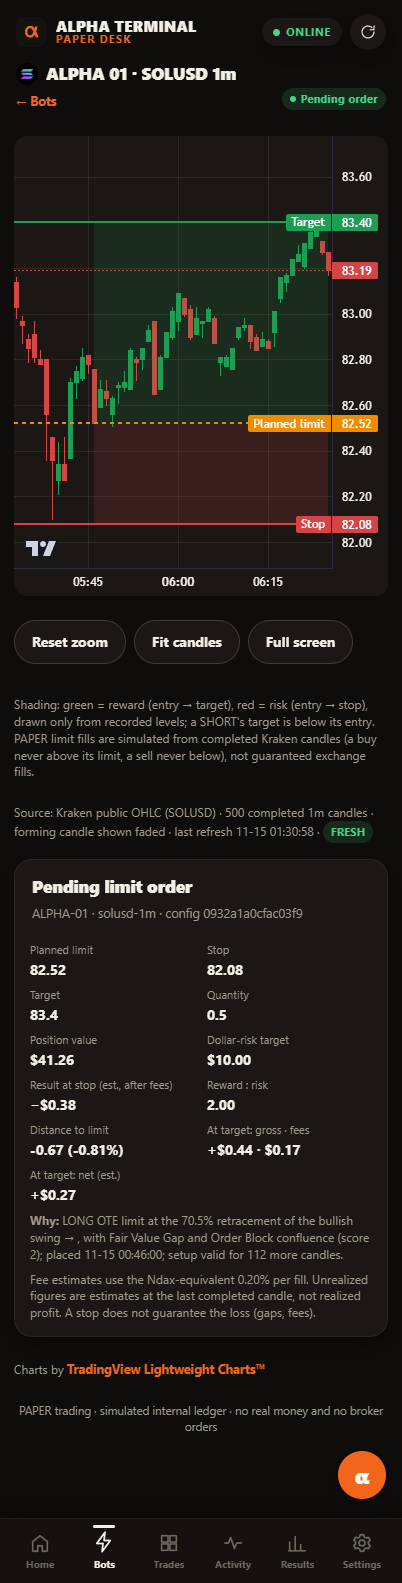 α
ALPHA TERMINAL
PAPER DESK
ONLINE
ALPHA 01 · SOLUSD 1m
← Bots
Pending order
83.60
Target 83.40
83.19
83.00
82.80
82.60
Planned limit 82.52
82.40
82.20
Stop 82.08
82.00
05:45 06:00 06:15
Reset zoom
Fit candles
Full screen
Shading: green = reward (entry → target), red = risk (entry → stop),
drawn only from recorded levels; a SHORT's target is below its entry.
PAPER limit fills are simulated from completed Kraken candles (a buy
never above its limit, a sell never below), not guaranteed exchange
fills.
Source: Kraken public OHLC (SOLUSD) · 500 completed 1m candles ·
forming candle shown faded · last refresh 11-15 01:30:58 · FRESH
Pending limit order
ALPHA-01 · solusd-1m · config 0932a1a0cfac03f9
Planned limit
82.52
Stop
82.08
Target
83.4
Quantity
0.5
Position value
$41.26
Dollar-risk target
$10.00
Result at stop (est., after fees)
−$0.38
Reward : risk
2.00
Distance to limit
-0.67 (-0.81%)
At target: gross · fees
+$0.44 · $0.17
At target: net (est.)
+$0.27
Why: LONG OTE limit at the 70.5% retracement of the bullish
swing → , with Fair Value Gap and Order Block confluence (score
2); placed 11-15 00:46:00; setup valid for 112 more candles.
Fee estimates use the Ndax-equivalent 0.20% per fill. Unrealized
figures are estimates at the last completed candle, not realized
profit. A stop does not guarantee the loss (gaps, fees).
Charts by TradingView Lightweight Charts™
PAPER trading · simulated internal ledger · no real money and no broker
orders
α
Home
Bots
Trades
Activity
Results
Settings